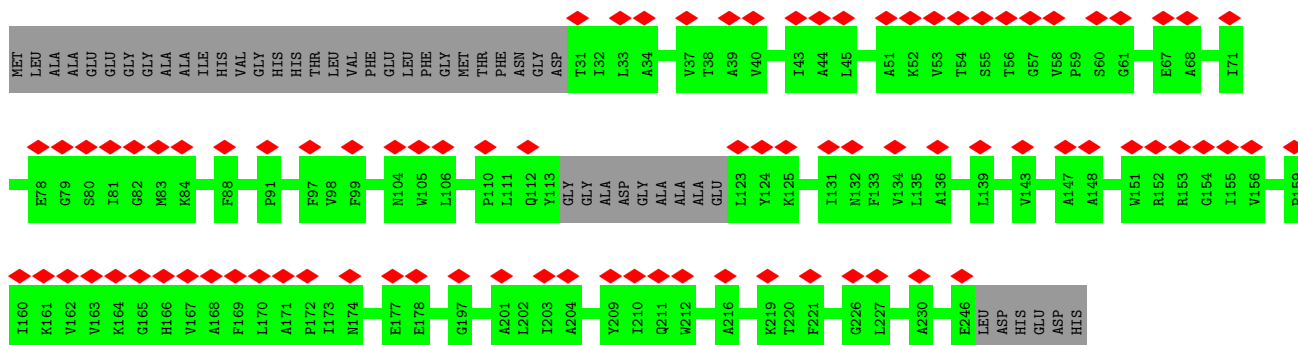 MET LEU ALA ALA GLU GLU GLY GLY ALA ALA ILE HIS VAL GLY HIS HIS THR LEU VAL PHE GLU LEU PHE GLY MET THR PHE ASN GLY ASP T31 I32 L33 A34 V37 T38 A39 V40 I43 A44 L45 A51 K52 V53 T54 S55 T56 G57 V58 P59 S60 G61 E67 A68 I71
E78 G79 S80 I81 G82 M83 K84 F88 P91 F97 V98 F99 N104 W105 L106 P110 L111 Q112 Y113 GLY GLY ALA ASP GLY ALA ALA ALA GLU L123 Y124 K125 I131 N132 F133 V134 L135 A136 L139 V143 A147 A148 W151 R152 R153 G154 I155 V156
I160 K161 V162 V163 K164 G165 H166 V167 A168 F169 L170 A171 P172 I173 N174 E177 E178 G197 A201 L202 I203 A204 Y209 I210 Q211 W212 A216 K219 T220 F221 G226 L227 A230 E246 LEU ASP HIS GLU ASP HIS